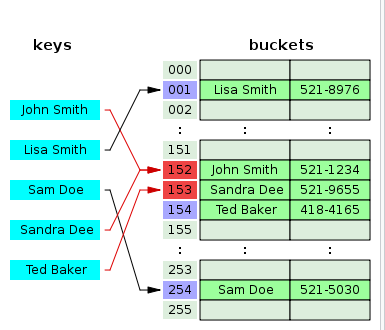 keys buckets
000
001 Lisa Smith 521-8976
002
: : :
151
152 John Smith 521-1234
153 Sandra Dee 521-9655
154 Ted Baker 418-4165
155
: : :
253
254 Sam Doe 521-5030
255
John Smith
Lisa Smith
Sam Doe
Sandra Dee
Ted Baker